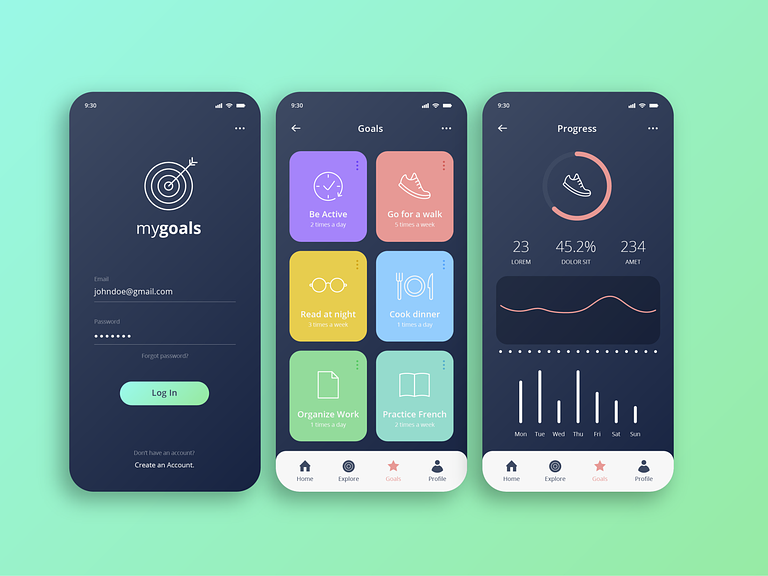 9:30
mygoals
Email
johndoe@gmail.com
Password
Forgot password?
Log In
Don't have an account?
Create an Account.
9:30
Goals
Be Active
2 times a day
Go for a walk
5 times a week
Read at night
3 times a week
Cook dinner
1 times a day
Organize Work
1 times a day
Practice French
2 times a week
Home Explore Goals Profile
9:30
Progress
23 45.2% 234
LOREM DOLOR SIT AMET
Mon Tue Wed Thu Fri Sat Sun
Home Explore Goals Profile